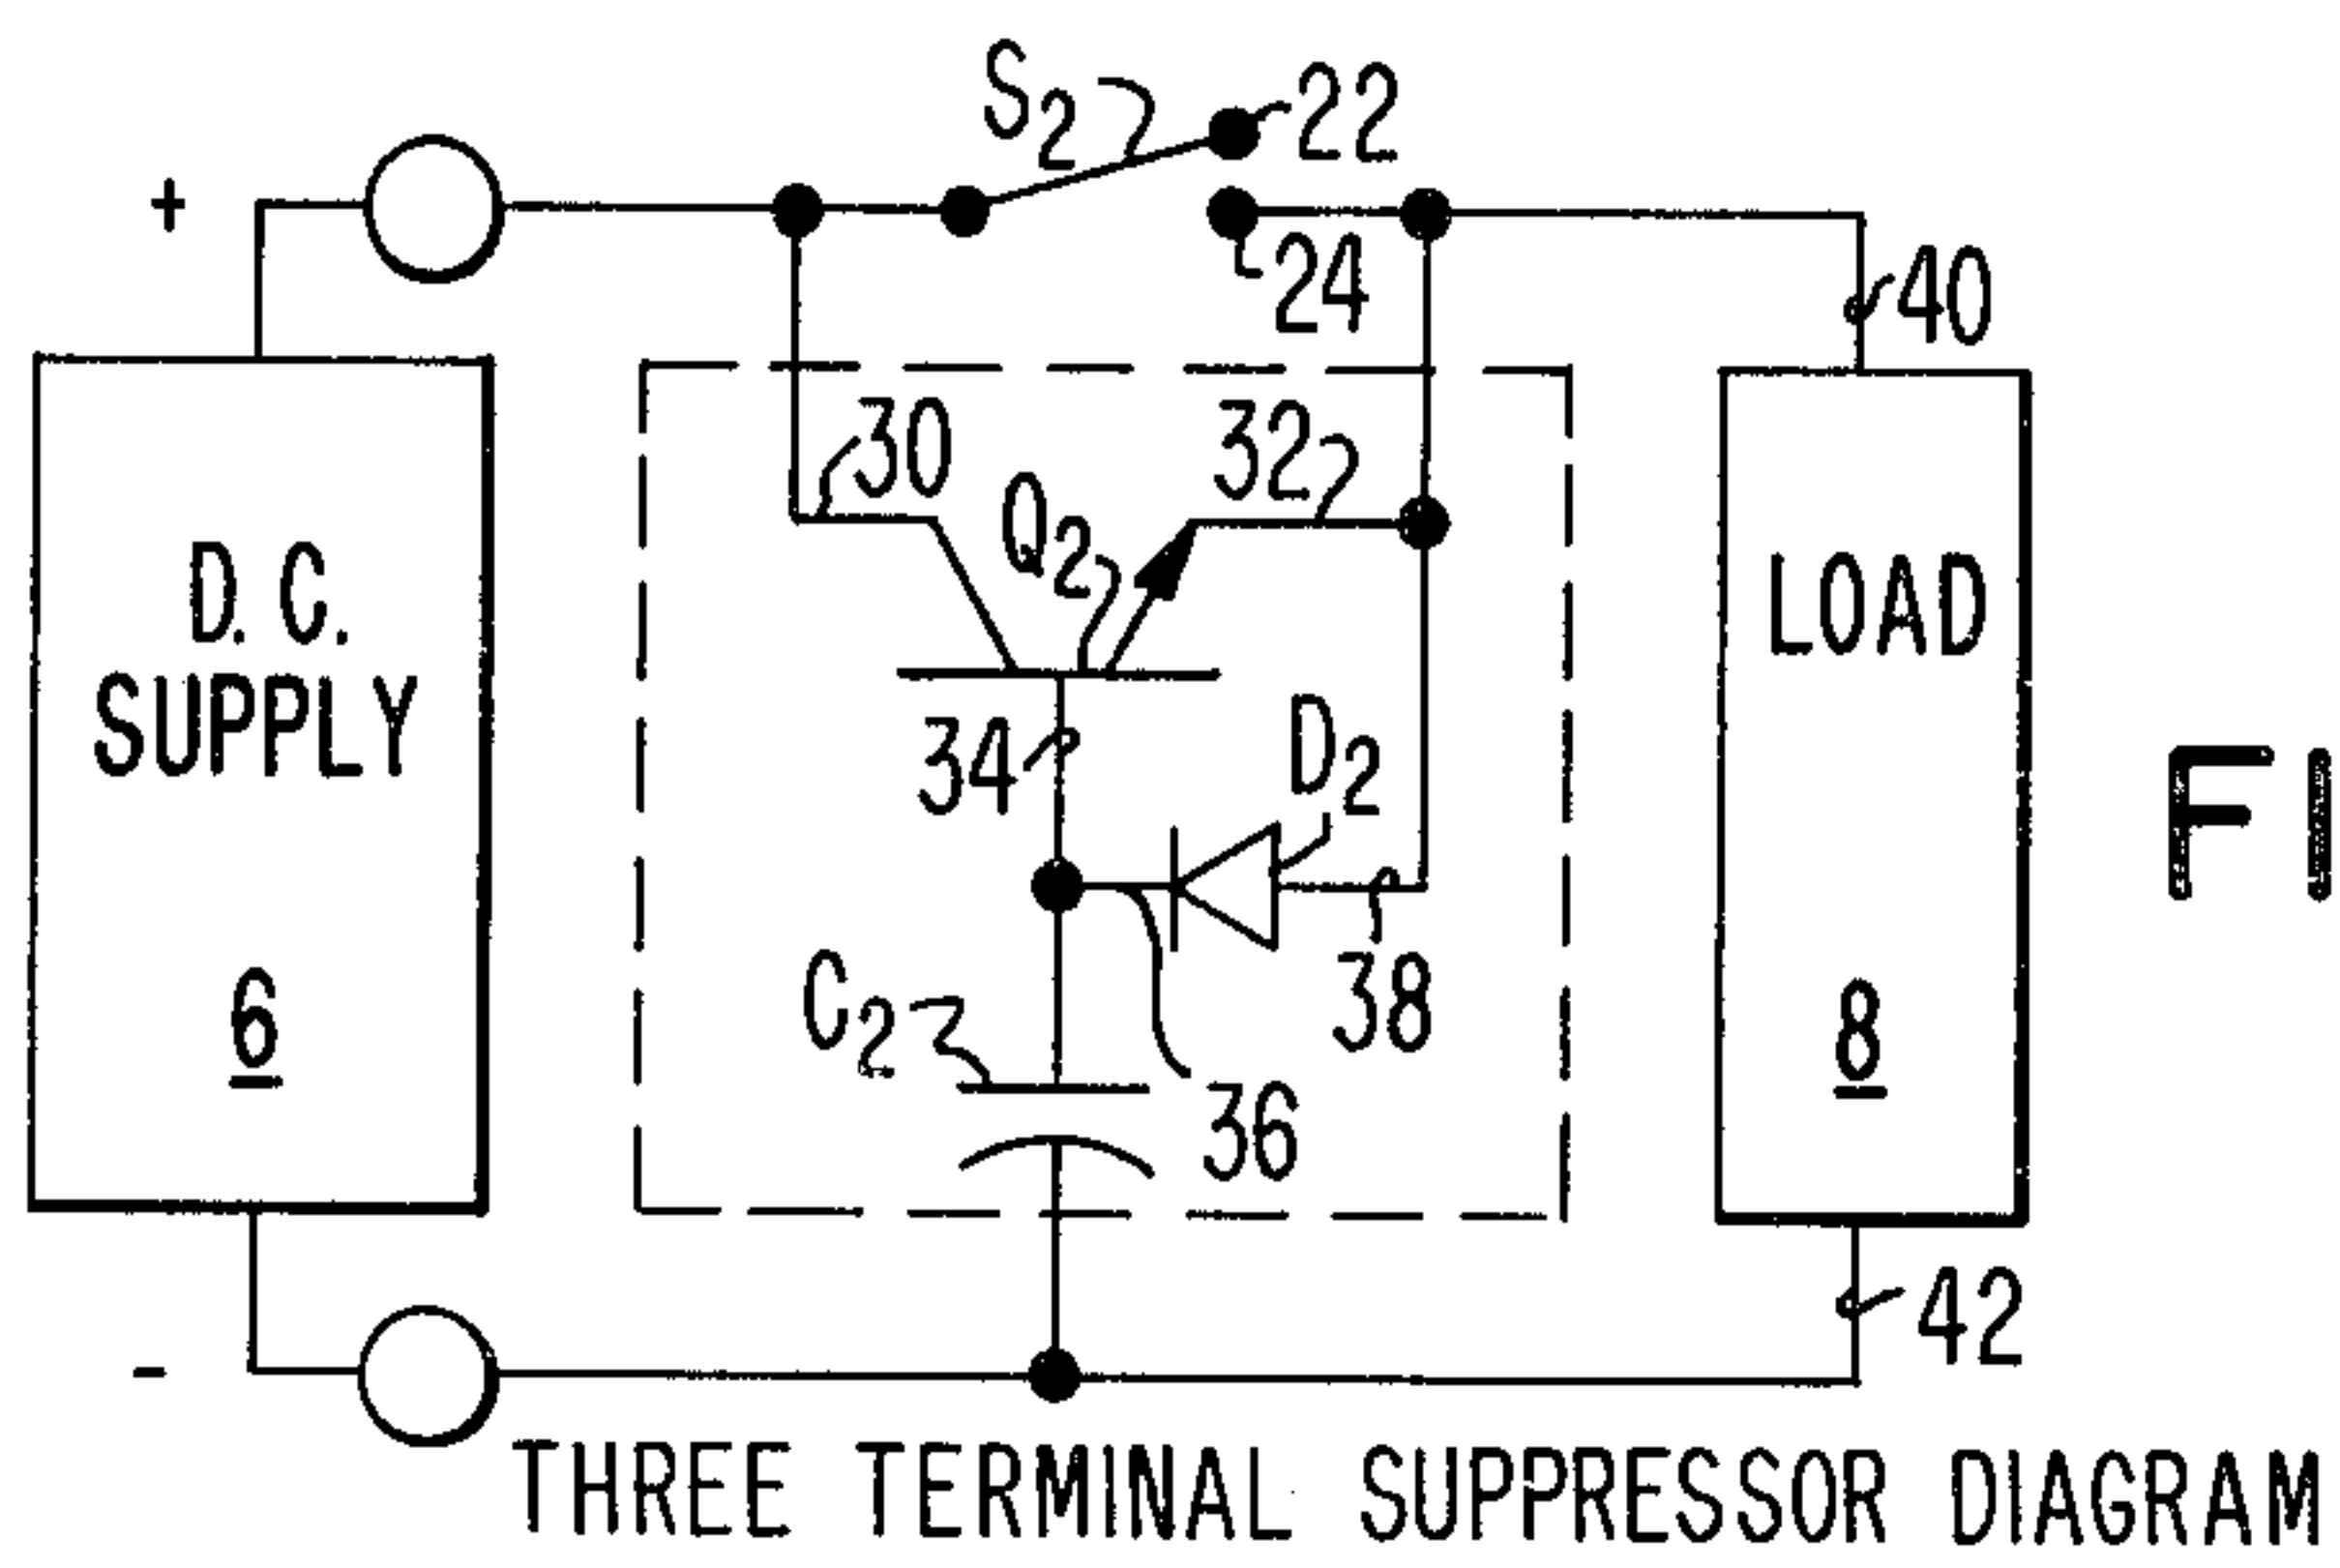 S2
22
+
24
40
30
32
Q2
D. C.
SUPPLY
LOAD
34
D2
FI
6
C2
38
8
36
42
-
THREE TERMINAL SUPPRESSOR DIAGRAM